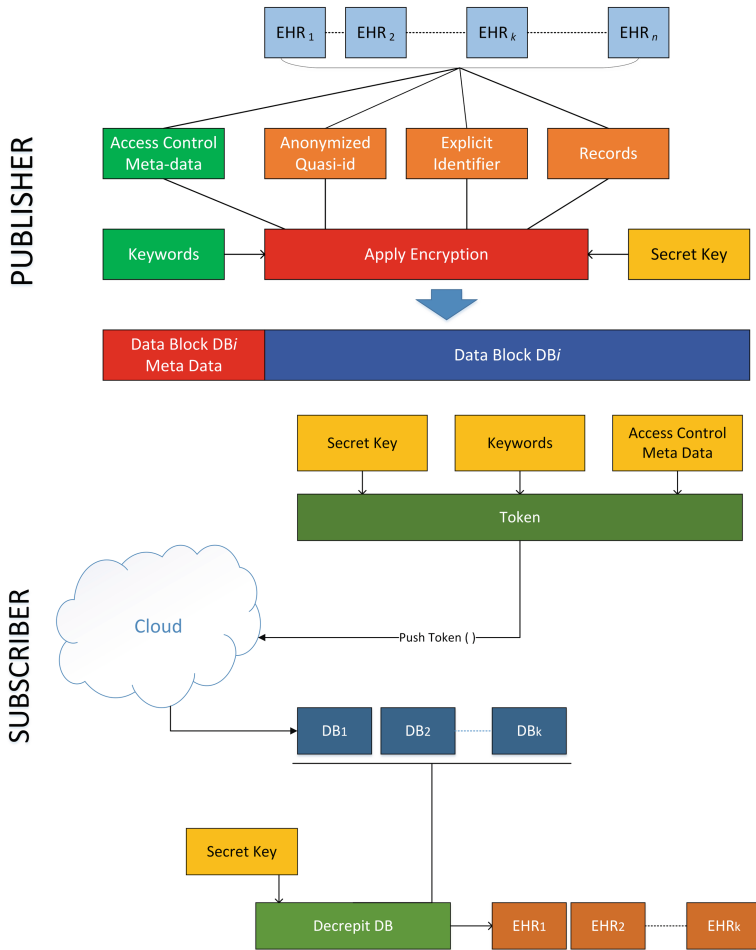 EHR 1 EHR 2 EHR k EHR n
PUBLISHER
Access Control
Meta-data
Anonymized
Quasi-id
Explicit
Identifier
Records
Keywords
Apply Encryption
Secret Key
Data Block DBi
Meta Data
Data Block DBi
SUBSCRIBER
Secret Key
Keywords
Access Control
Meta Data
Token
Cloud
Push Token ( )
DB1 DB2 DBk
Secret Key
Decrepit DB
EHR1 EHR2 EHRk